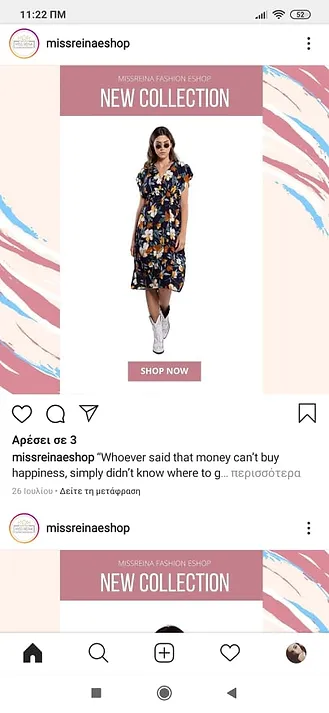 11:22 ΠΜ
52
missreinaeshop
MISSREINA FASHION ESHOP
NEW COLLECTION
SHOP NOW
Αρέσει σε 3
missreinaeshop “Whoever said that money can’t buy
happiness, simply didn’t know where to g... περισσότερα
26 Ιουλίου • Δείτε τη μετάφραση
missreinaeshop
MISSREINA FASHION ESHOP
NEW COLLECTION